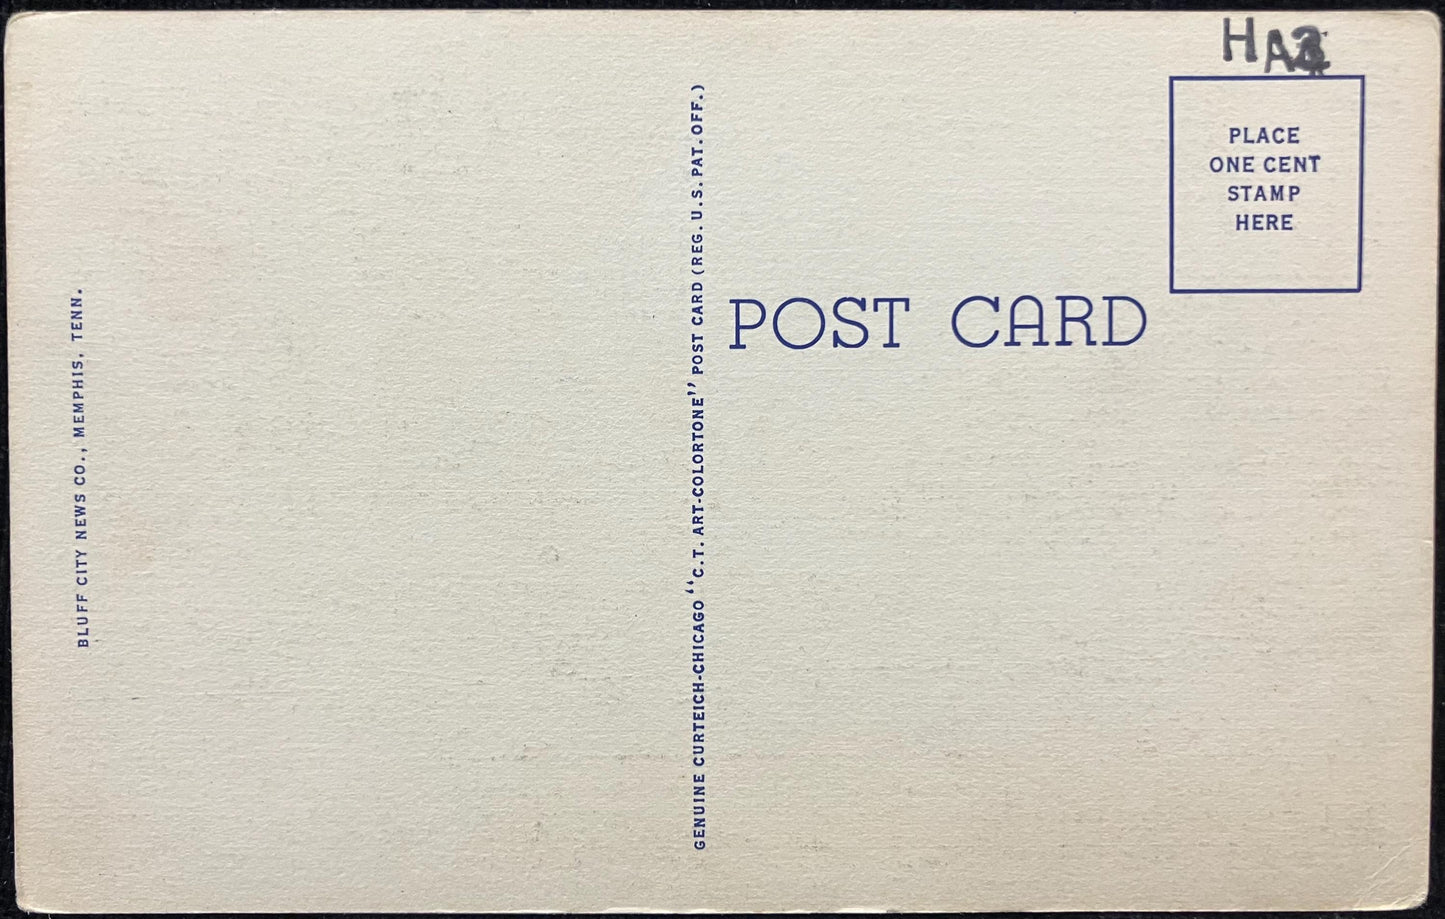 BLUFF CITY NEWS CO., MEMPHIS, TENN.
GENUINE CURTEICH-CHICAGO "C.T. ART-COLORTONE" POST CARD (REG. U.S. PAT. OFF.)
POST CARD
PLACE
ONE CENT
STAMP
HERE